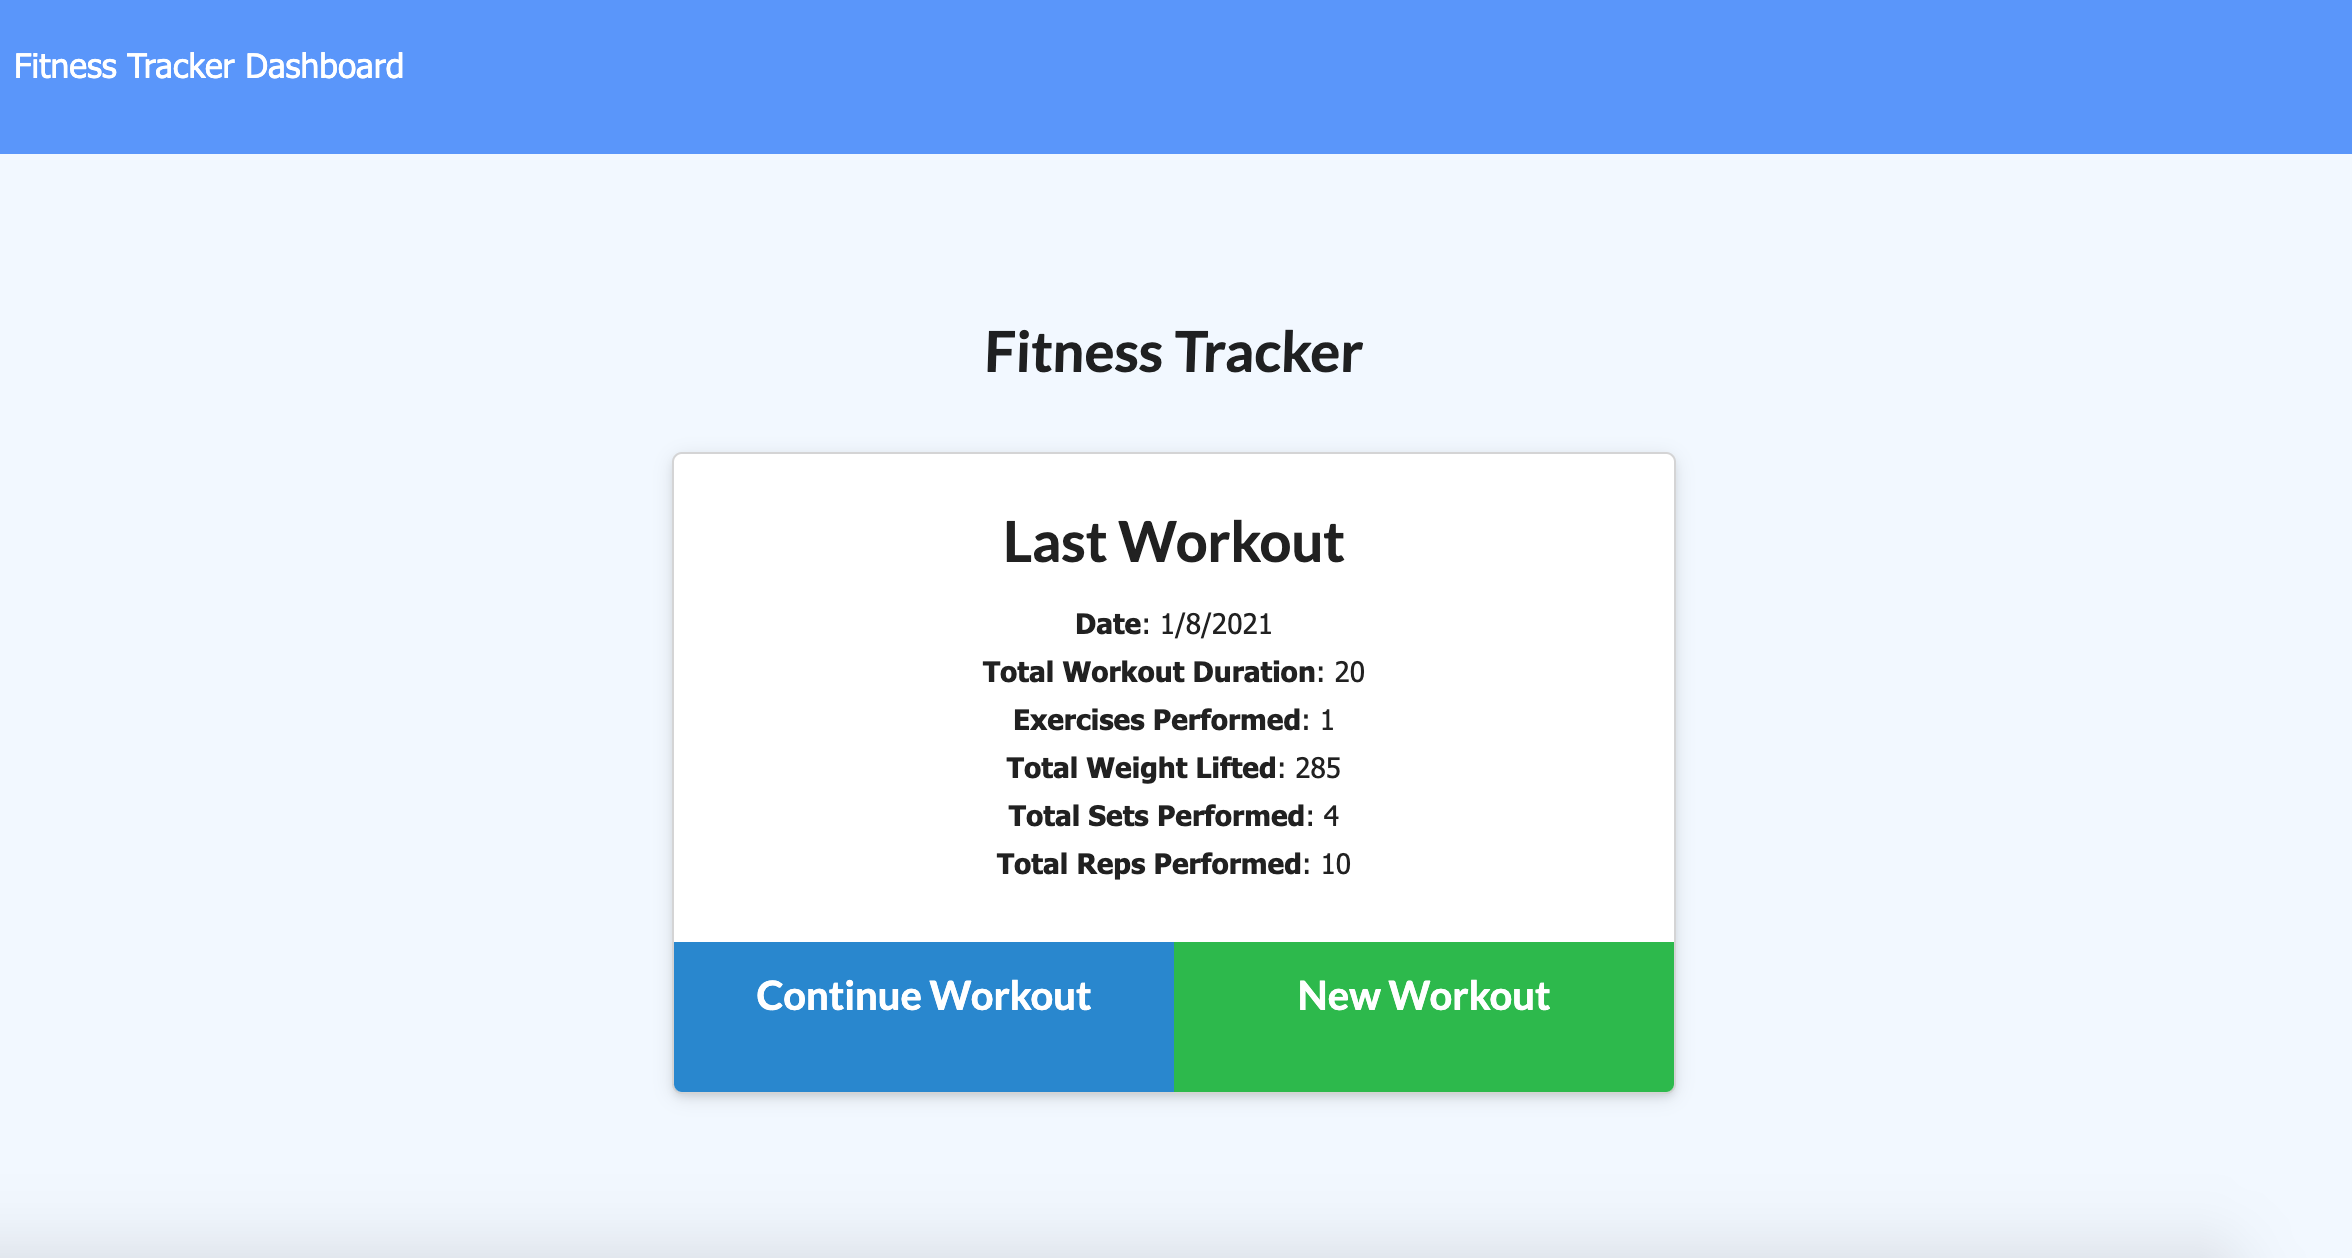 Fitness Tracker Dashboard
Fitness Tracker
Last Workout
Date: 1/8/2021
Total Workout Duration: 20
Exercises Performed: 1
Total Weight Lifted: 285
Total Sets Performed: 4
Total Reps Performed: 10
Continue Workout
New Workout